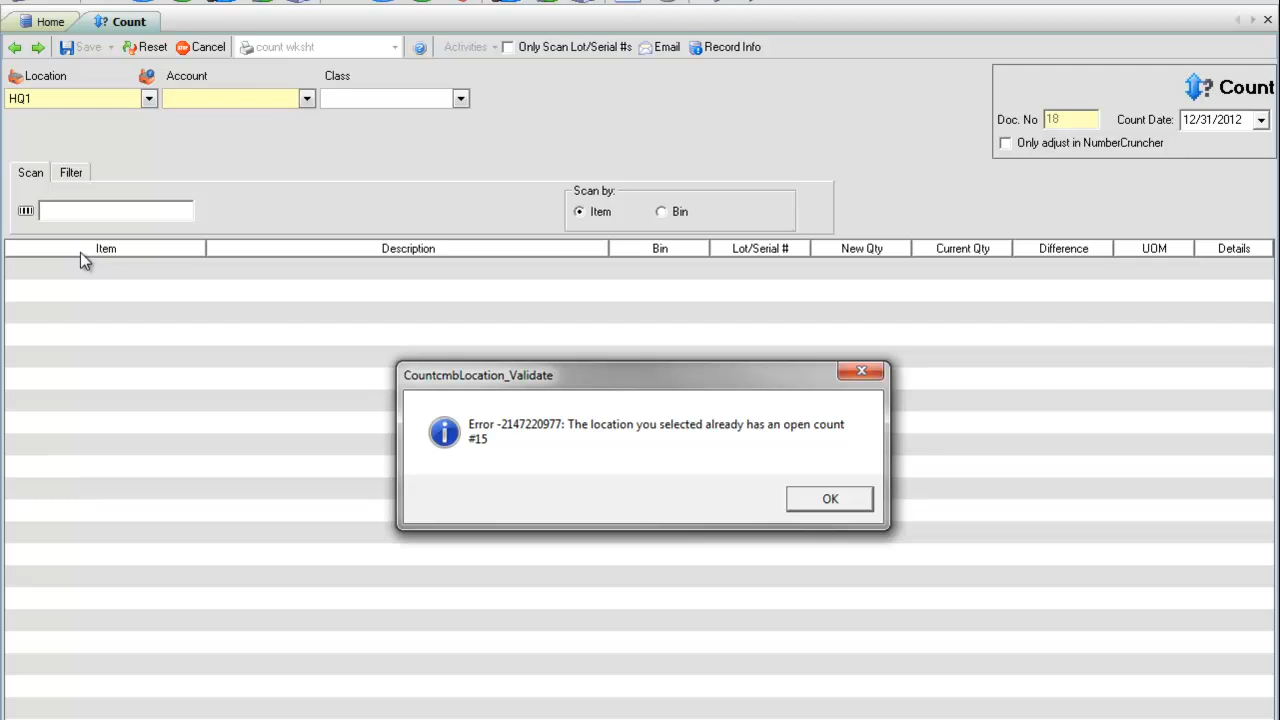 Home
Count
Save
Reset
Cancel
count wksht
Activities
Only Scan Lot/Serial #s
Email
Record Info
Location
Account
Class
HQ1
Count
Doc. No
18
Count Date:
12/31/2012
Only adjust in NumberCruncher
Scan
Filter
Scan by:
Item
Bin
Item
Description
Bin
Lot/Serial #
New Qty
Current Qty
Difference
UOM
Details
CountcmbLocation_Validate
Error -2147220977: The location you selected already has an open count
#15
OK